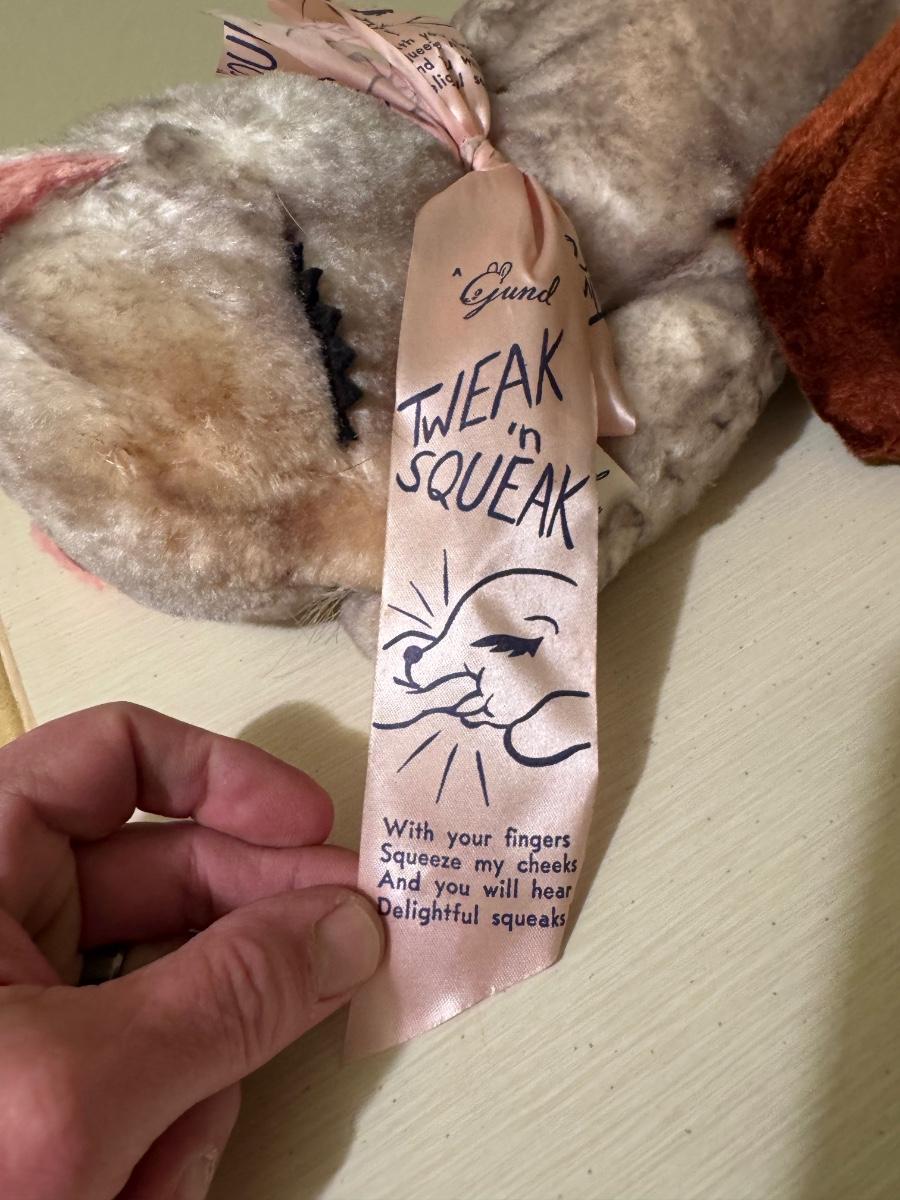 A Gund
TWEAK
'n
SQUEAK
With your fingers
Squeeze my cheeks
And you will hear
Delightful squeaks